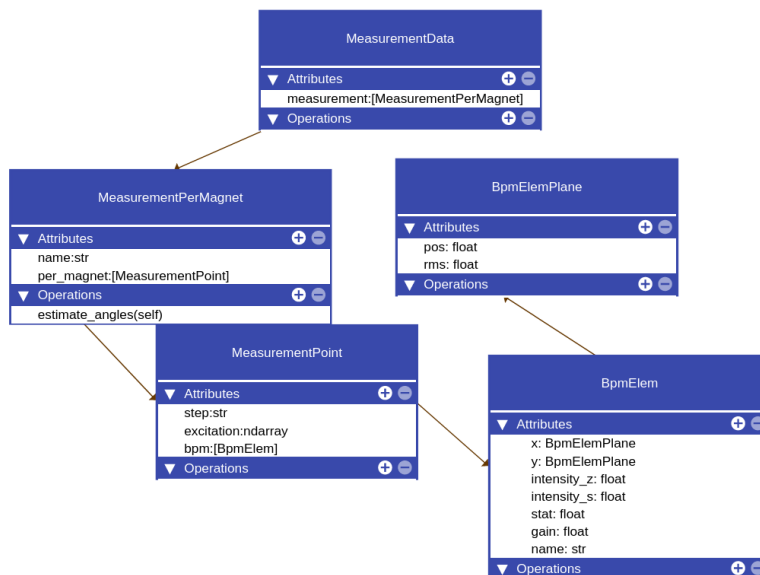 MeasurementData
▼ Attributes
measurement:[MeasurementPerMagnet]
▼ Operations
MeasurementPerMagnet
▼ Attributes
name:str
per_magnet:[MeasurementPoint]
▼ Operations
estimate_angles(self)
BpmElemPlane
▼ Attributes
pos: float
rms: float
▼ Operations
MeasurementPoint
▼ Attributes
step:str
excitation:ndarray
bpm:[BpmElem]
▼ Operations
BpmElem
▼ Attributes
x: BpmElemPlane
y: BpmElemPlane
intensity_z: float
intensity_s: float
stat: float
gain: float
name: str
▼ Operations